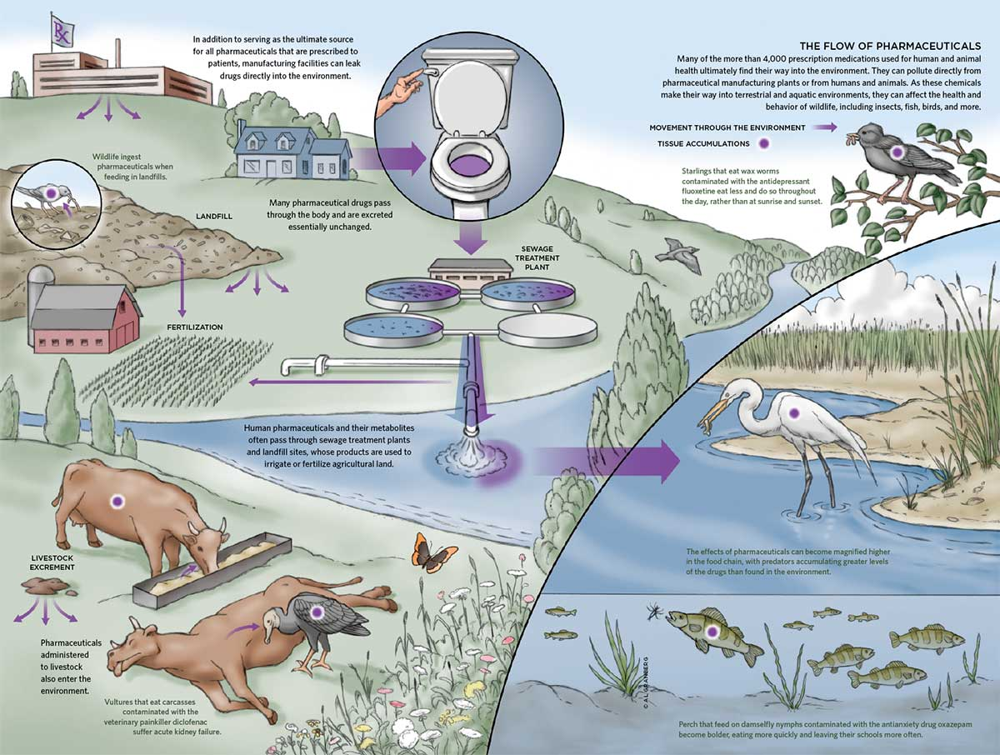 Rx
In addition to serving as the ultimate source
for all pharmaceuticals that are prescribed to
patients, manufacturing facilities can leak
drugs directly into the environment.
THE FLOW OF PHARMACEUTICALS
Many of the more than 4,000 prescription medications used for human and animal
health ultimately find their way into the environment. They can pollute directly from
pharmaceutical manufacturing plants or from humans and animals. As these chemicals
make their way into terrestrial and aquatic environments, they can affect the health and
behavior of wildlife, including insects, fish, birds, and more.
MOVEMENT THROUGH THE ENVIRONMENT
TISSUE ACCUMULATIONS
Wildlife ingest
pharmaceuticals when
feeding in landfills.
Starlings that eat wax worms
contaminated with the antidepressant
fluoxetine eat less and do so throughout
the day, rather than at sunrise and sunset.
Many pharmaceutical drugs pass
through the body and are excreted
essentially unchanged.
LANDFILL
SEWAGE
TREATMENT
PLANT
FERTILIZATION
Human pharmaceuticals and their metabolites
often pass through sewage treatment plants
and landfill sites, whose products are used to
irrigate or fertilize agricultural land.
LIVESTOCK
EXCREMENT
The effects of pharmaceuticals can become magnified higher
in the food chain, with predators accumulating greater levels
of the drugs than found in the environment.
Pharmaceuticals
administered
to livestock
also enter the
environment.
Vultures that eat carcasses
contaminated with the
veterinary painkiller diclofenac
suffer acute kidney failure.
© AL GRANBERG
Perch that feed on damselfly nymphs contaminated with the antianxiety drug oxazepam
become bolder, eating more quickly and leaving their schools more often.